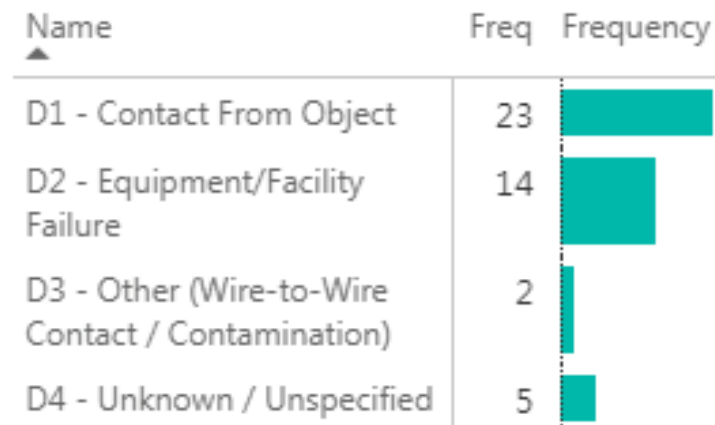 Name Freq Frequency
D1 - Contact From Object 23
D2 - Equipment/Facility 14
Failure
D3 - Other (Wire-to-Wire 2
Contact / Contamination)
D4 - Unknown / Unspecified 5